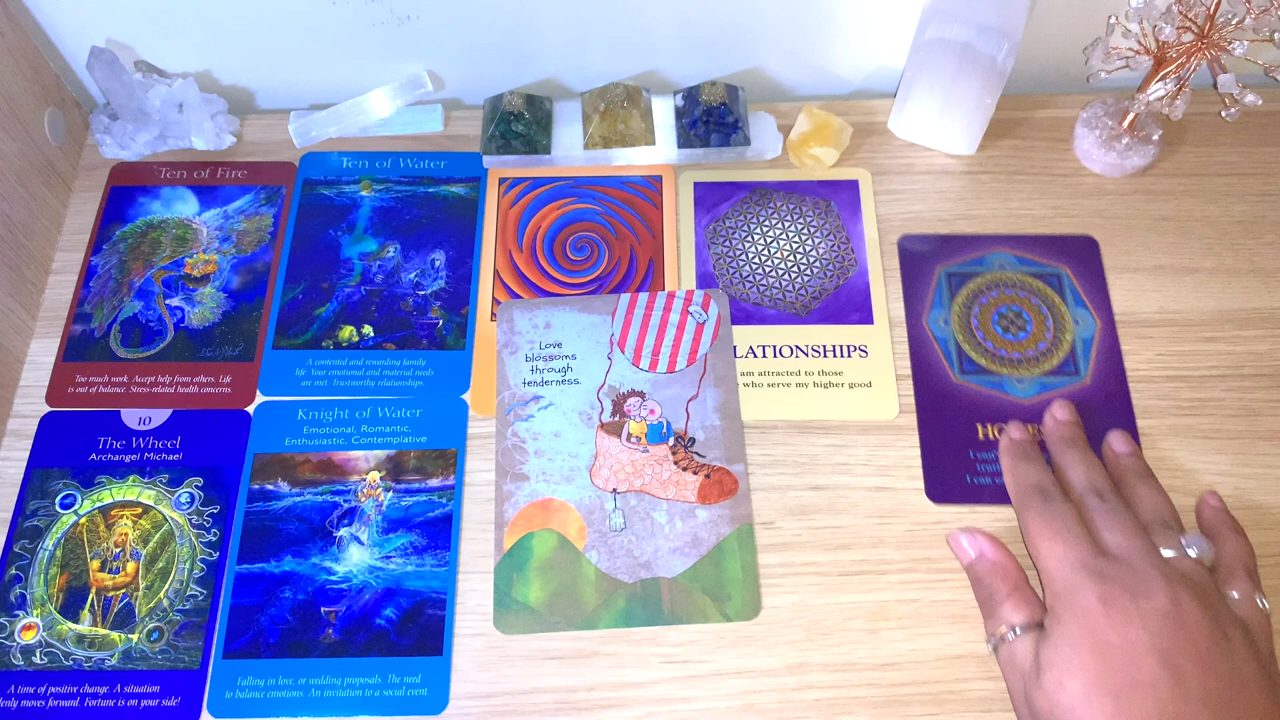 Ten of Fire
Too much work. Accept help from others. Life
is out of balance. Stress-related health concerns.
Ten of Water
A contented and rewarding family
life. Your emotional and material needs
are met. Trustworthy relationships.
LATIONSHIPS
am attracted to those
who serve my higher good
Love
blossoms
through
tenderness.
10
The Wheel
Archangel Michael
A time of positive change. A situation
denly moves forward. Fortune is on your side!
Knight of Water
Emotional, Romantic,
Enthusiastic, Contemplative
Falling in love, or wedding proposals. The need
to balance emotions. An invitation to a social event.
HO
I can